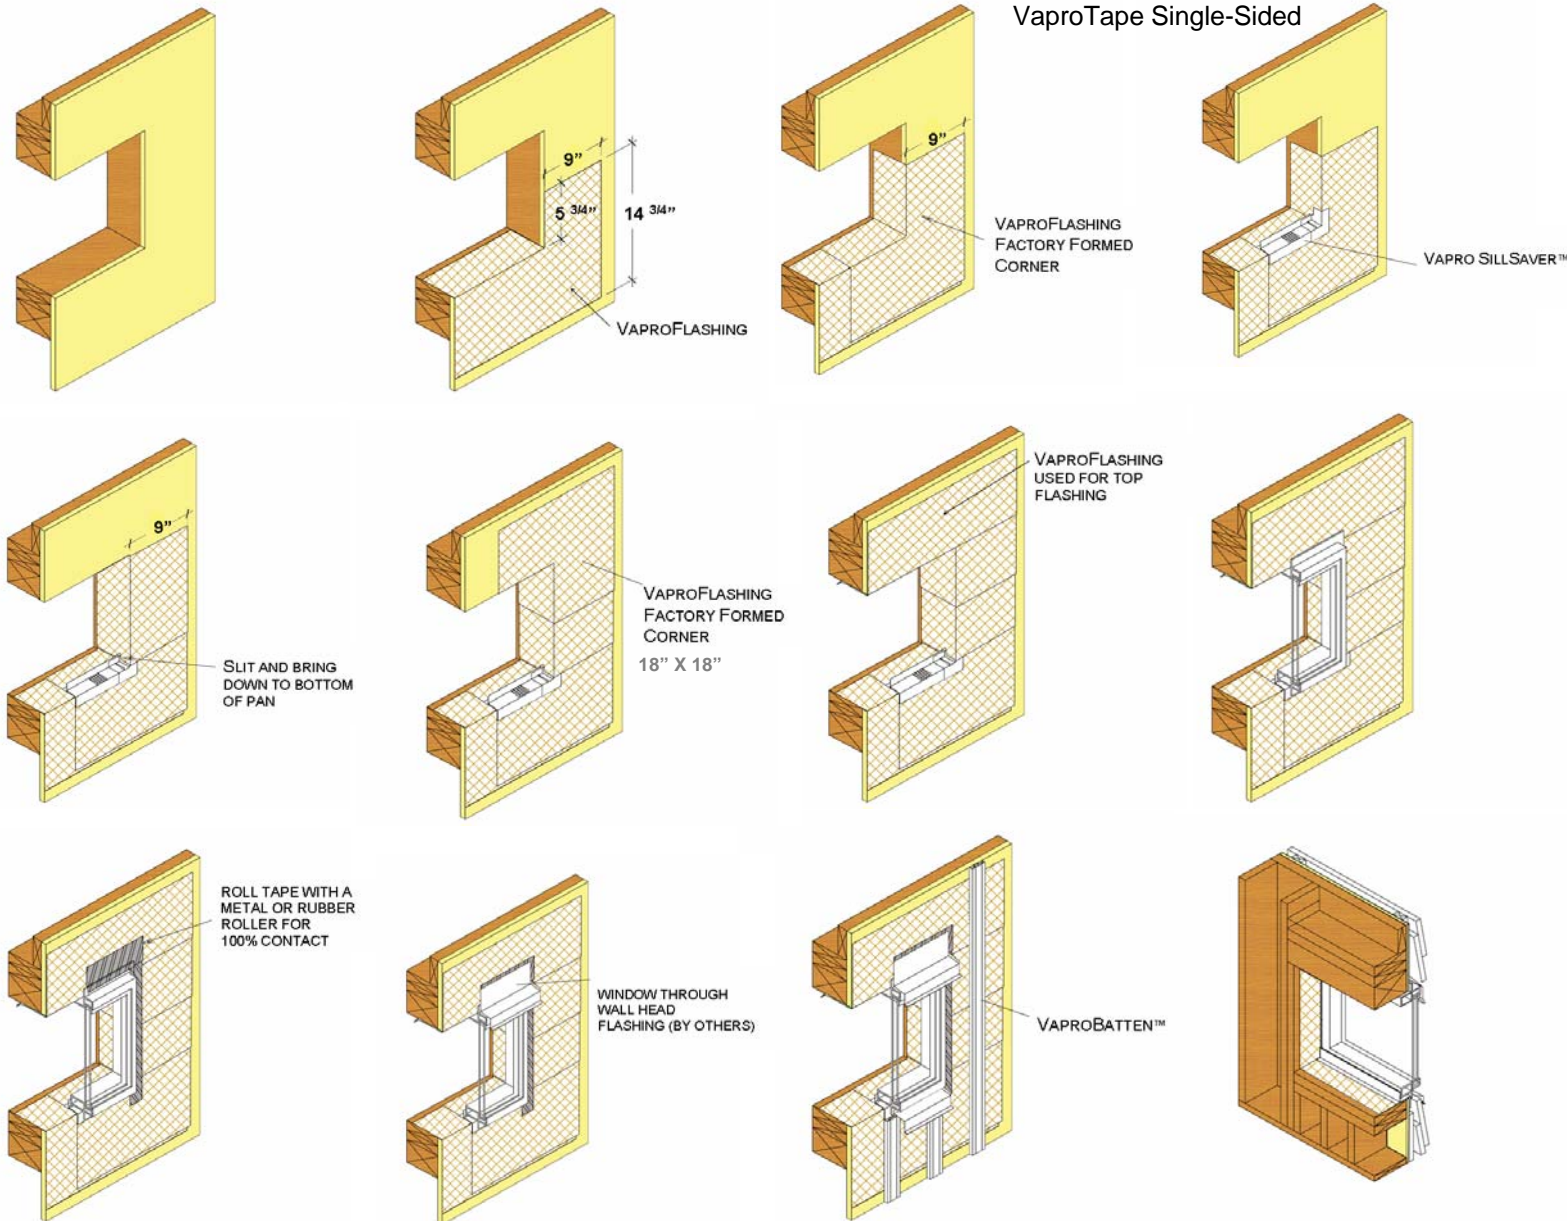 VaproTape Single-Sided
9”
5 3/4”
14 3/4”
VAPROFLASHING
9”
VAPROFLASHING
FACTORY FORMED
CORNER
VAPRO SILLSAVER™
9”
SLIT AND BRING
DOWN TO BOTTOM
OF PAN
VAPROFLASHING
FACTORY FORMED
CORNER
18” X 18”
VAPROFLASHING
USED FOR TOP
FLASHING
ROLL TAPE WITH A
METAL OR RUBBER
ROLLER FOR
100% CONTACT
WINDOW THROUGH
WALL HEAD
FLASHING (BY OTHERS)
VAPROBATTEN™